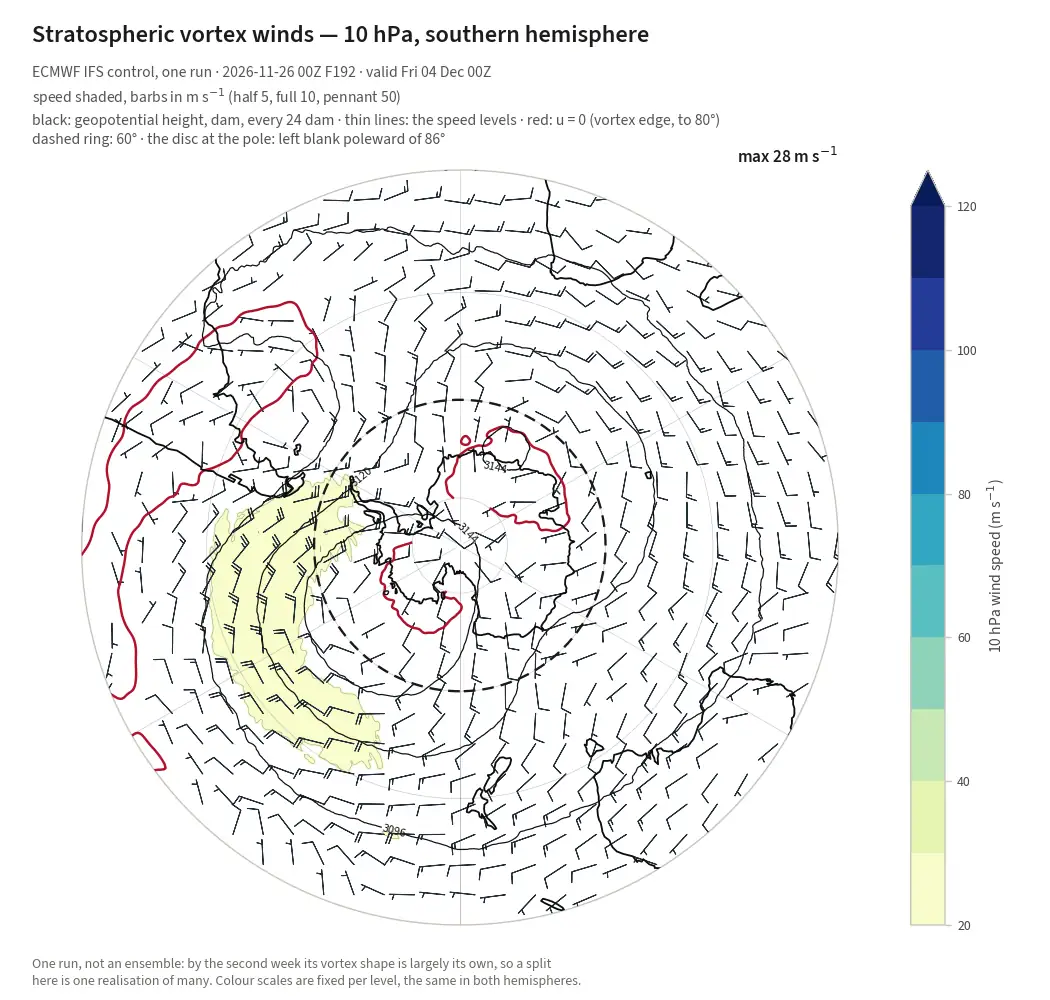 Stratospheric vortex winds — 10 hPa, southern hemisphere
ECMWF IFS control, one run · 2026-11-26 00Z F192 · valid Fri 04 Dec 00Z
speed shaded, barbs in m s⁻¹ (half 5, full 10, pennant 50)
black: geopotential height, dam, every 24 dam · thin lines: the speed levels · red: u = 0 (vortex edge, to 80°)
dashed ring: 60° · the disc at the pole: left blank poleward of 86°
max 28 m s⁻¹
120
100
80
60
40
20
10 hPa wind speed (m s⁻¹)
3120
3144
3144
3096
One run, not an ensemble: by the second week its vortex shape is largely its own, so a split
here is one realisation of many. Colour scales are fixed per level, the same in both hemispheres.